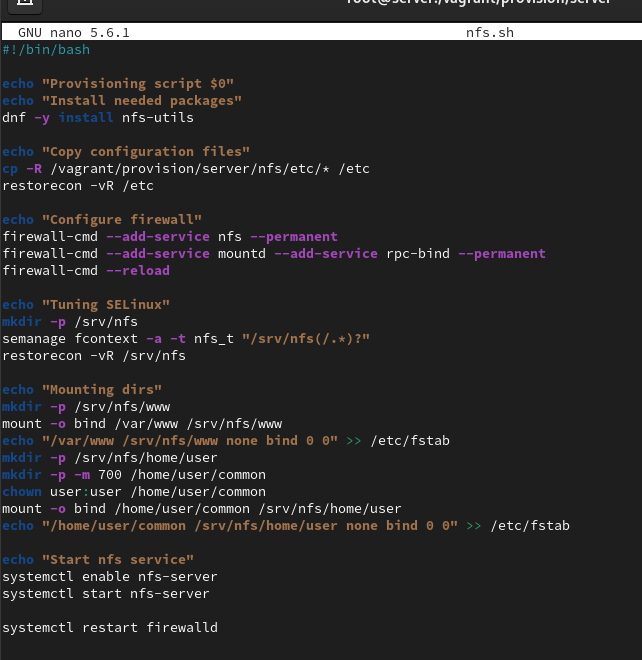 root@server:/vagrant/provision/server
GNU nano 5.6.1 nfs.sh
#!/bin/bash
echo "Provisioning script $0"
echo "Install needed packages"
dnf -y install nfs-utils
echo "Copy configuration files"
cp -R /vagrant/provision/server/nfs/etc/* /etc
restorecon -vR /etc
echo "Configure firewall"
firewall-cmd --add-service nfs --permanent
firewall-cmd --add-service mountd --add-service rpc-bind --permanent
firewall-cmd --reload
echo "Tuning SELinux"
mkdir -p /srv/nfs
semanage fcontext -a -t nfs_t "/srv/nfs(/.*)?"
restorecon -vR /srv/nfs
echo "Mounting dirs"
mkdir -p /srv/nfs/www
mount -o bind /var/www /srv/nfs/www
echo "/var/www /srv/nfs/www none bind 0 0" >> /etc/fstab
mkdir -p /srv/nfs/home/user
mkdir -p -m 700 /home/user/common
chown user:user /home/user/common
mount -o bind /home/user/common /srv/nfs/home/user
echo "/home/user/common /srv/nfs/home/user none bind 0 0" >> /etc/fstab
echo "Start nfs service"
systemctl enable nfs-server
systemctl start nfs-server
systemctl restart firewalld